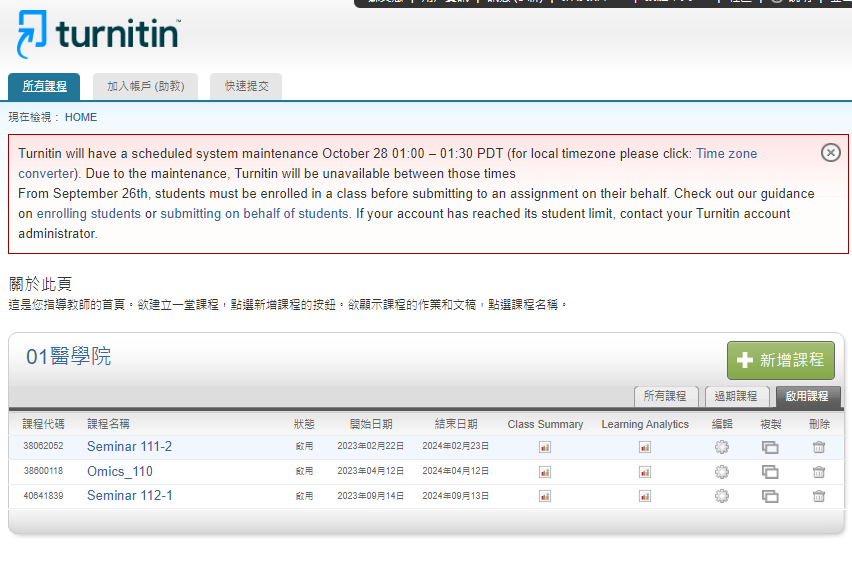 turnitin™
所有課程 加入帳戶 (助教) 快速提交
現在檢視： HOME
Turnitin will have a scheduled system maintenance October 28 01:00 – 01:30 PDT (for local timezone please click: Time zone
converter). Due to the maintenance, Turnitin will be unavailable between those times
From September 26th, students must be enrolled in a class before submitting to an assignment on their behalf. Check out our guidance
on enrolling students or submitting on behalf of students. If your account has reached its student limit, contact your Turnitin account
administrator.
關於此頁
這是您指導教師的首頁。欲建立一堂課程，點選新增課程的按鈕。欲顯示課程的作業和文稿，點選課程名稱。
01醫學院
新增課程
所有課程 過期課程 啟用課程
課程代碼 課程名稱 狀態 開始日期 結束日期 Class Summary Learning Analytics 編輯 複製 刪除
38062052 Seminar 111-2 啟用 2023年02月22日 2024年02月23日
38600118 Omics_110 啟用 2023年04月12日 2024年04月12日
40641839 Seminar 112-1 啟用 2023年09月14日 2024年09月13日